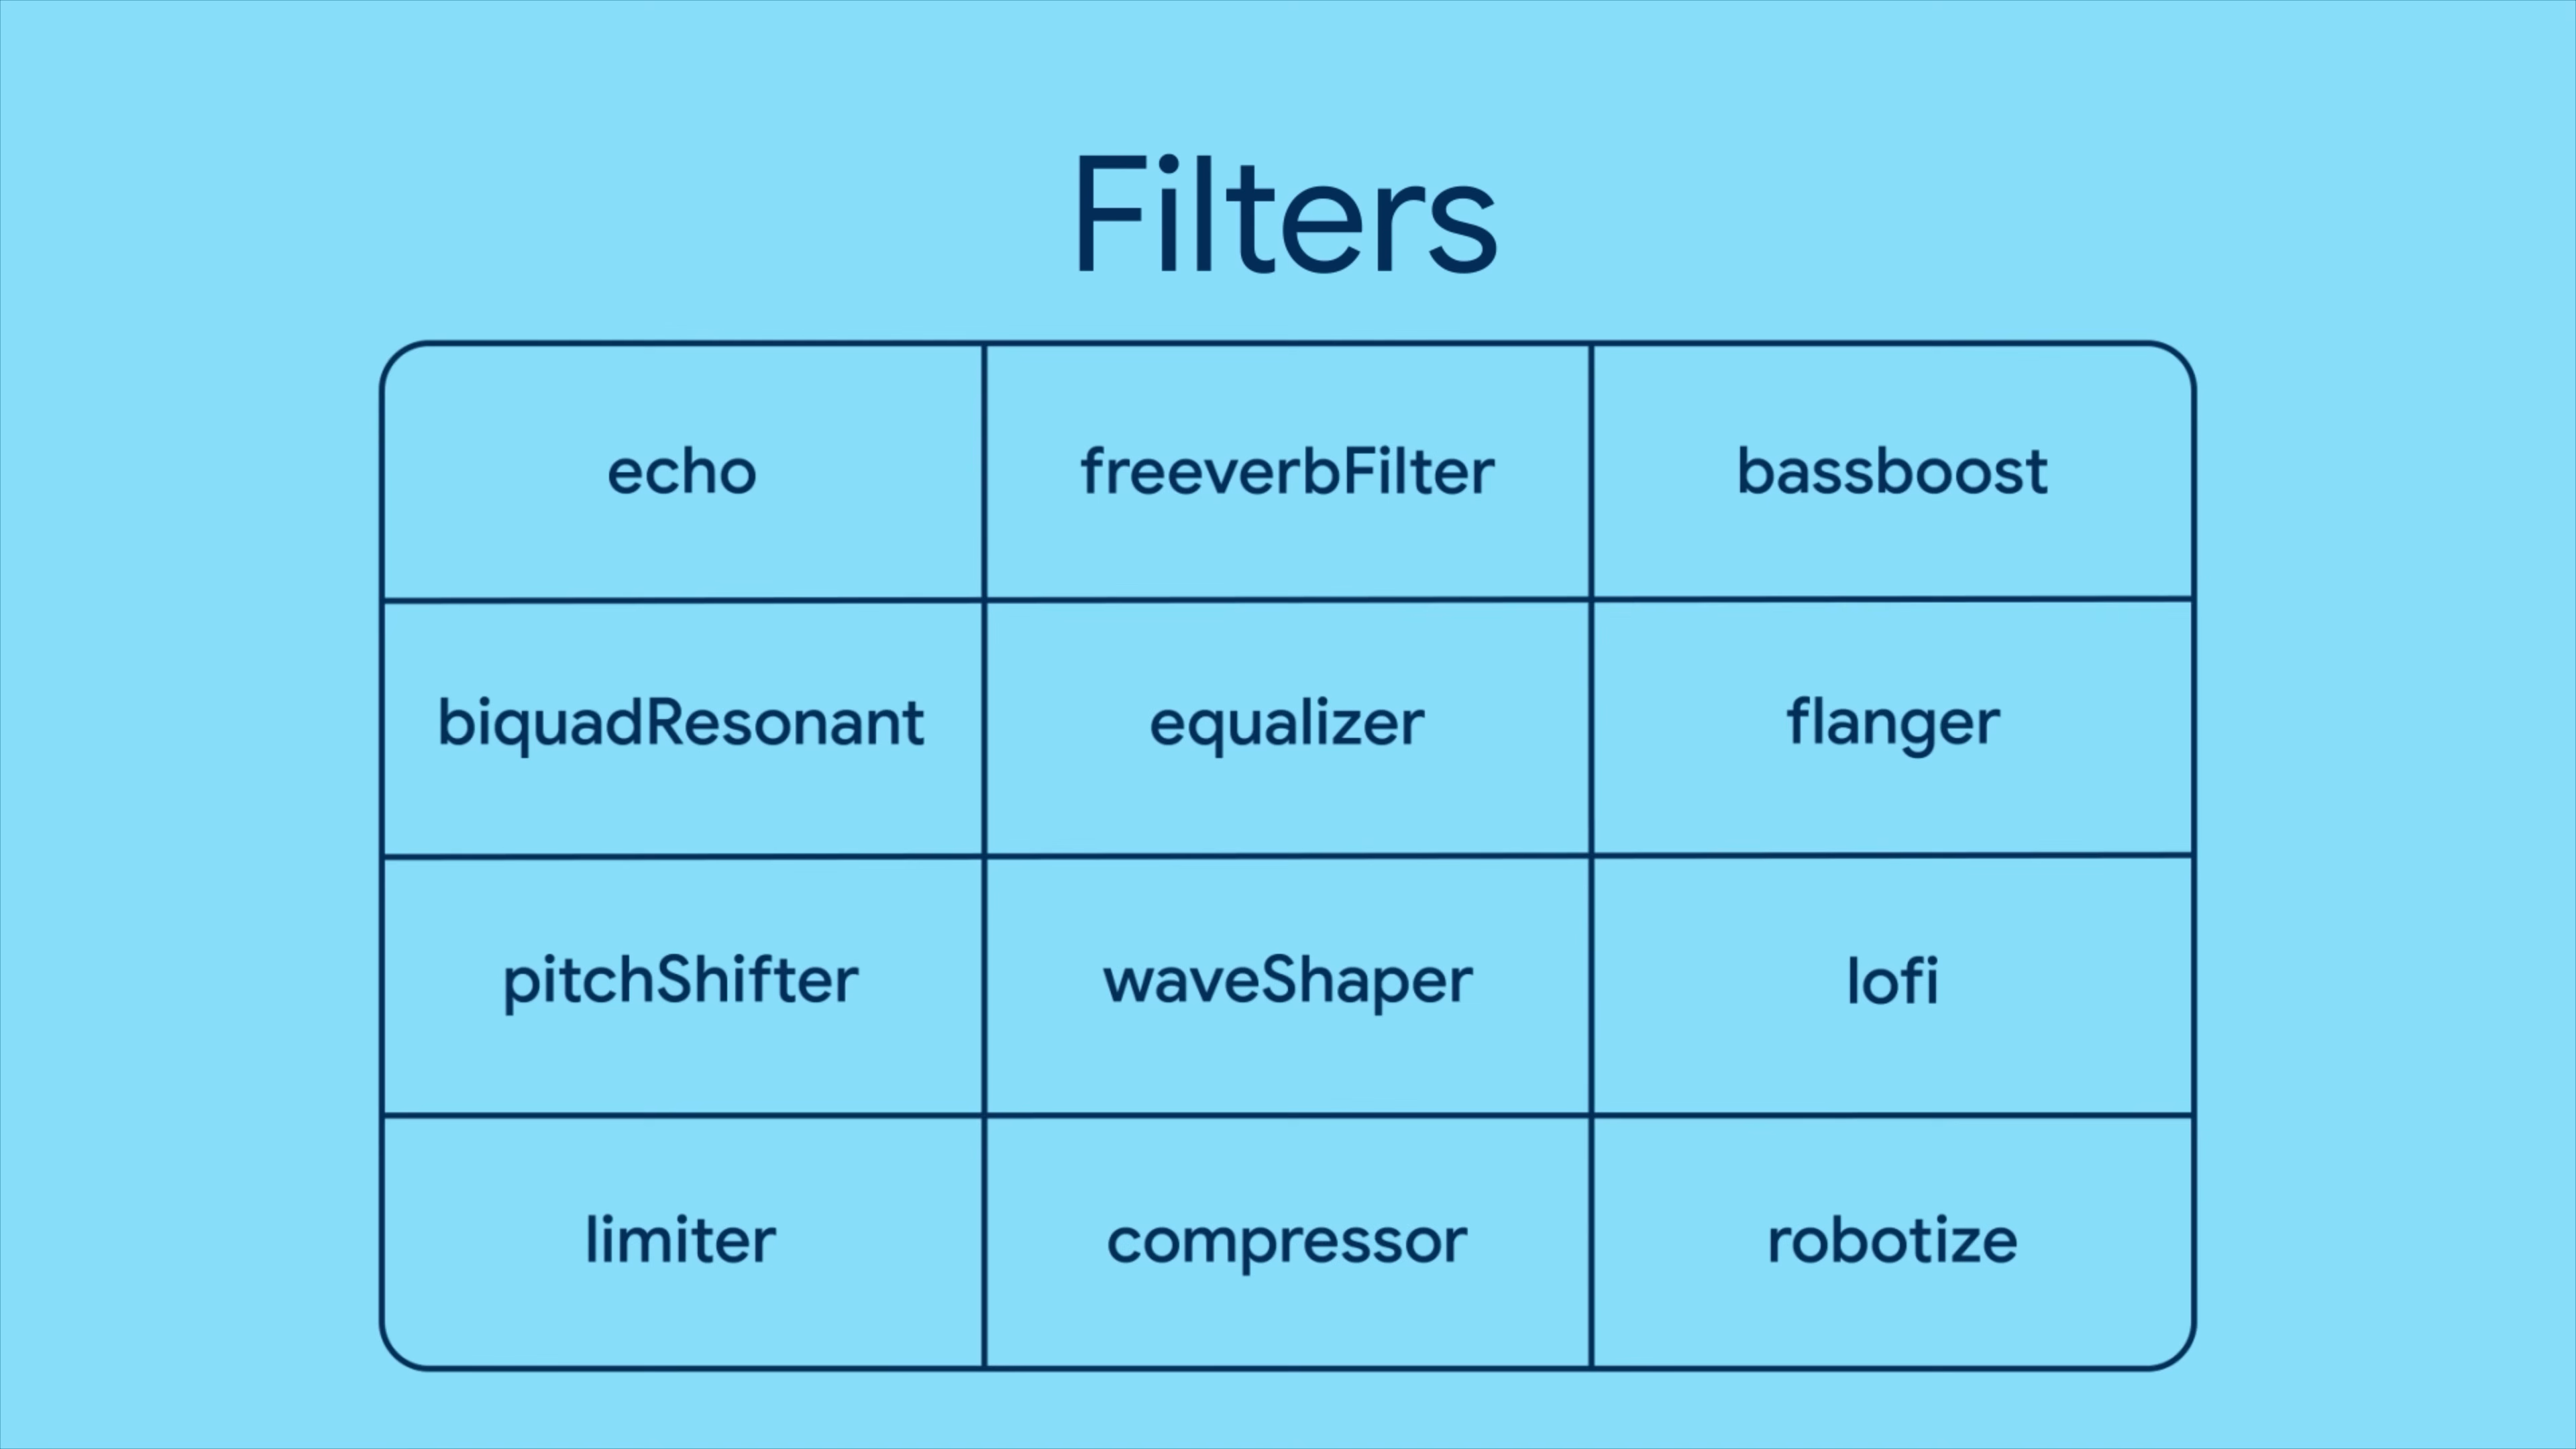 Filters
echo
freeverbFilter
bassboost
biquadResonant
equalizer
flanger
pitchShifter
waveShaper
lofi
limiter
compressor
robotize